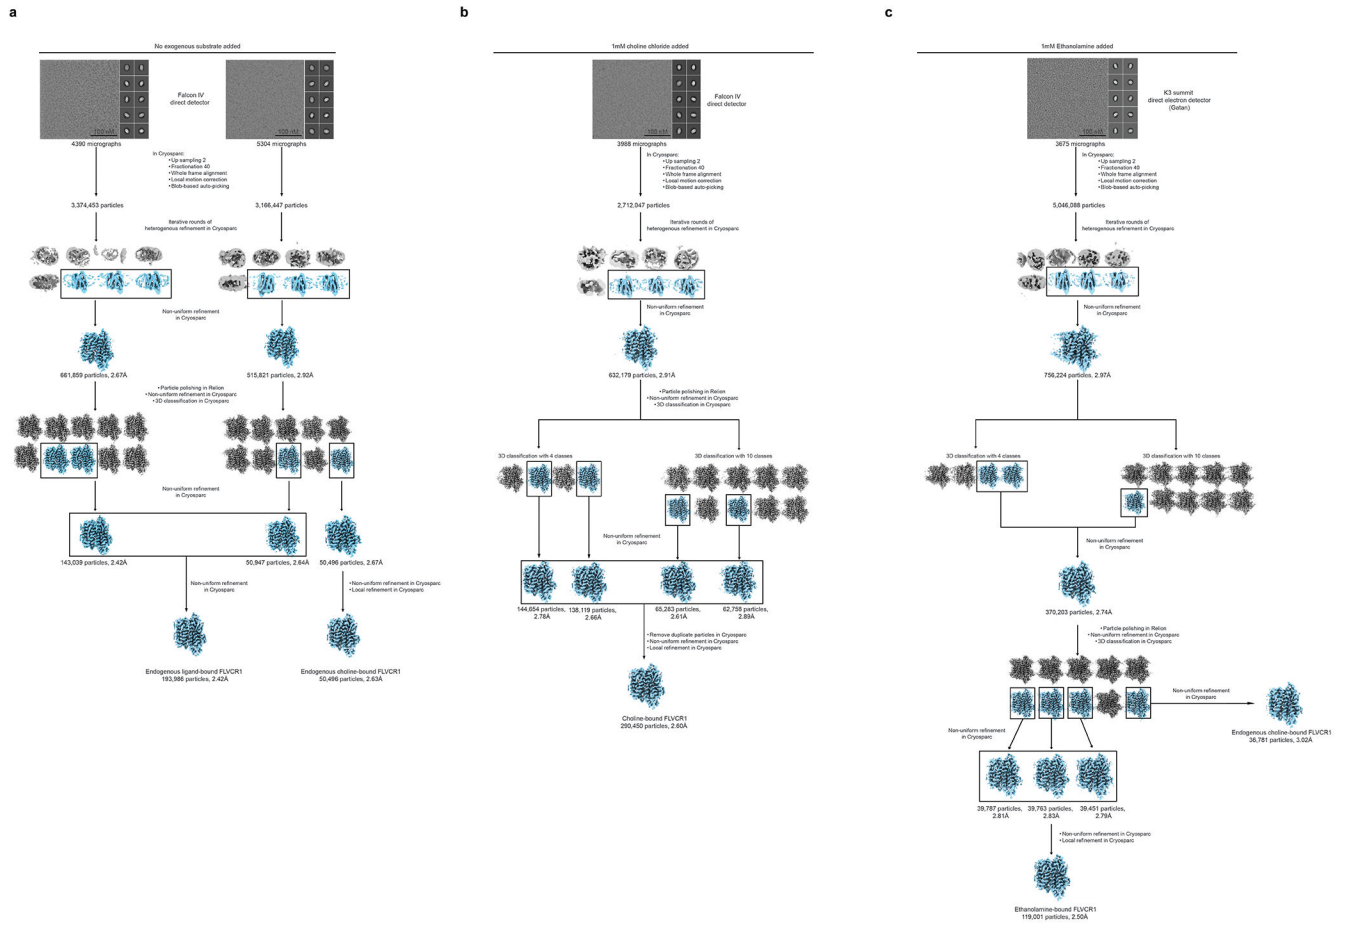 a
No exogenous substrate added
100 nM
Falcon IV
direct detector
100 nM
4390 micrographs
5304 micrographs
In Cryosparc:
• Up sampling 2
• Fractionation 40
• Whole frame alignment
• Local motion correction
• Blob-based auto-picking
3,374,453 particles
3,166,447 particles
Iterative rounds of
heterogenous refinement in Cryosparc
Non-uniform refinement
in Cryosparc
661,859 particles, 2.67Å
515,821 particles, 2.92Å
• Particle polishing in Relion
• Non-uniform refinement in Cryosparc
• 3D classification in Cryosparc
Non-uniform refinement
in Cryosparc
143,039 particles, 2.42Å
50,947 particles, 2.64Å
50,496 particles, 2.67Å
Non-uniform refinement
in Cryosparc
• Non-uniform refinement in Cryosparc
• Local refinement in Cryosparc
Endogenous ligand-bound FLVCR1
193,986 particles, 2.42Å
Endogenous choline-bound FLVCR1
50,496 particles, 2.63Å
b
1mM choline chloride added
100 nM
Falcon IV
direct detector
3988 micrographs
In Cryosparc:
• Up sampling 2
• Fractionation 40
• Whole frame alignment
• Local motion correction
• Blob-based auto-picking
2,712,047 particles
Iterative rounds of
heterogenous refinement in Cryosparc
Non-uniform refinement
in Cryosparc
632,179 particles, 2.91Å
• Particle polishing in Relion
• Non-uniform refinement in Cryosparc
• 3D classification in Cryosparc
3D classification with 4 classes
3D classification with 10 classes
Non-uniform refinement
in Cryosparc
144,654 particles,
2.78Å
138,119 particles,
2.66Å
65,283 particles,
2.61Å
62,758 particles,
2.89Å
• Remove duplicate particles in Cryosparc
• Non-uniform refinement in Cryosparc
• Local refinement in Cryosparc
Choline-bound FLVCR1
290,450 particles, 2.60Å
c
1mM Ethanolamine added
100 nM
K3 summit
direct electron detector
(Gatan)
3675 micrographs
In Cryosparc:
• Up sampling 2
• Fractionation 40
• Whole frame alignment
• Local motion correction
• Blob-based auto-picking
5,046,088 particles
Iterative rounds of
heterogenous refinement in Cryosparc
Non-uniform refinement
in Cryosparc
756,224 particles, 2.97Å
3D classification with 4 classes
3D classification with 10 classes
Non-uniform refinement
in Cryosparc
370,203 particles, 2.74Å
• Particle polishing in Relion
• Non-uniform refinement in Cryosparc
• 3D classification in Cryosparc
Non-uniform refinement
in Cryosparc
Endogenous choline-bound FLVCR1
36,781 particles, 3.02Å
Non-uniform refinement
in Cryosparc
39,787 particles,
2.81Å
39,763 particles,
2.83Å
39,451 particles,
2.79Å
• Non-uniform refinement in Cryosparc
• Local refinement in Cryosparc
Ethanolamine-bound FLVCR1
119,001 particles, 2.50Å